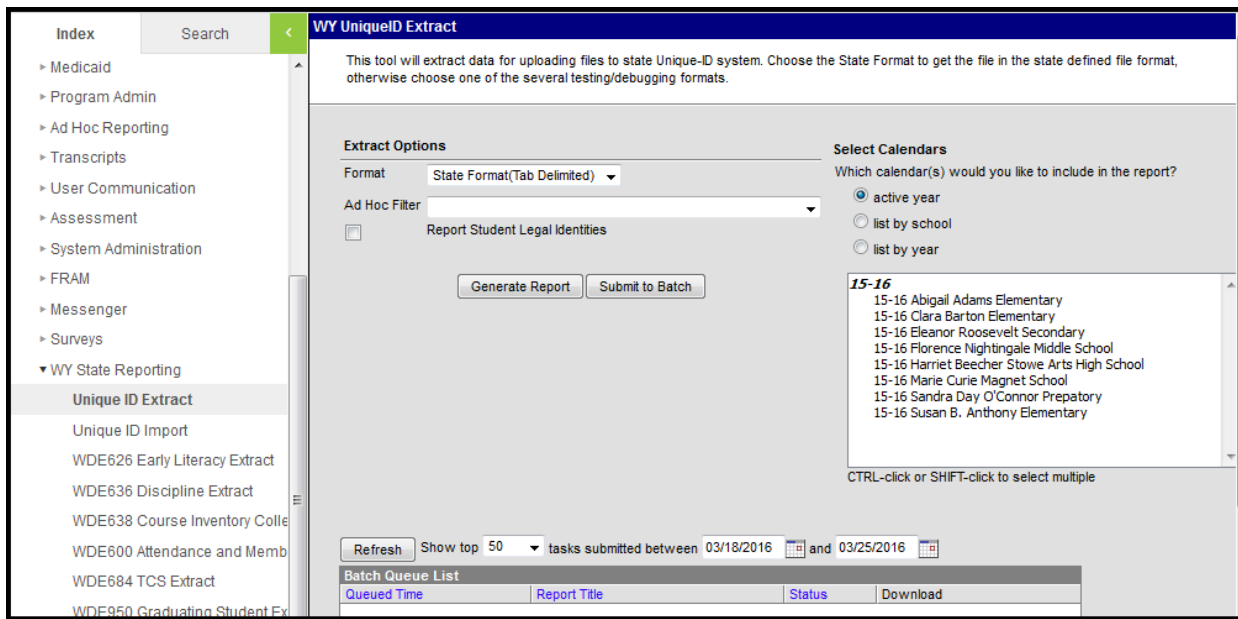 Index
Search
Medicaid
Program Admin
Ad Hoc Reporting
Transcripts
User Communication
Assessment
System Administration
FRAM
Messenger
Surveys
WY State Reporting
Unique ID Extract
Unique ID Import
WDE626 Early Literacy Extract
WDE636 Discipline Extract
WDE638 Course Inventory Colle
WDE600 Attendance and Memb
WDE684 TCS Extract
WDE950 Graduating Student Ex
WY UniqueID Extract
This tool will extract data for uploading files to state Unique-ID system. Choose the State Format to get the file in the state defined file format,
otherwise choose one of the several testing/debugging formats.
Extract Options
Format State Format(Tab Delimited)
Ad Hoc Filter
Report Student Legal Identities
Generate Report Submit to Batch
Select Calendars
Which calendar(s) would you like to include in the report?
active year
list by school
list by year
15-16
15-16 Abigail Adams Elementary
15-16 Clara Barton Elementary
15-16 Eleanor Roosevelt Secondary
15-16 Florence Nightingale Middle School
15-16 Harriet Beecher Stowe Arts High School
15-16 Marie Curie Magnet School
15-16 Sandra Day O'Connor Prepatory
15-16 Susan B. Anthony Elementary
CTRL-click or SHIFT-click to select multiple
Refresh Show top 50 tasks submitted between 03/18/2016 and 03/25/2016
Batch Queue List
Queued Time Report Title Status Download